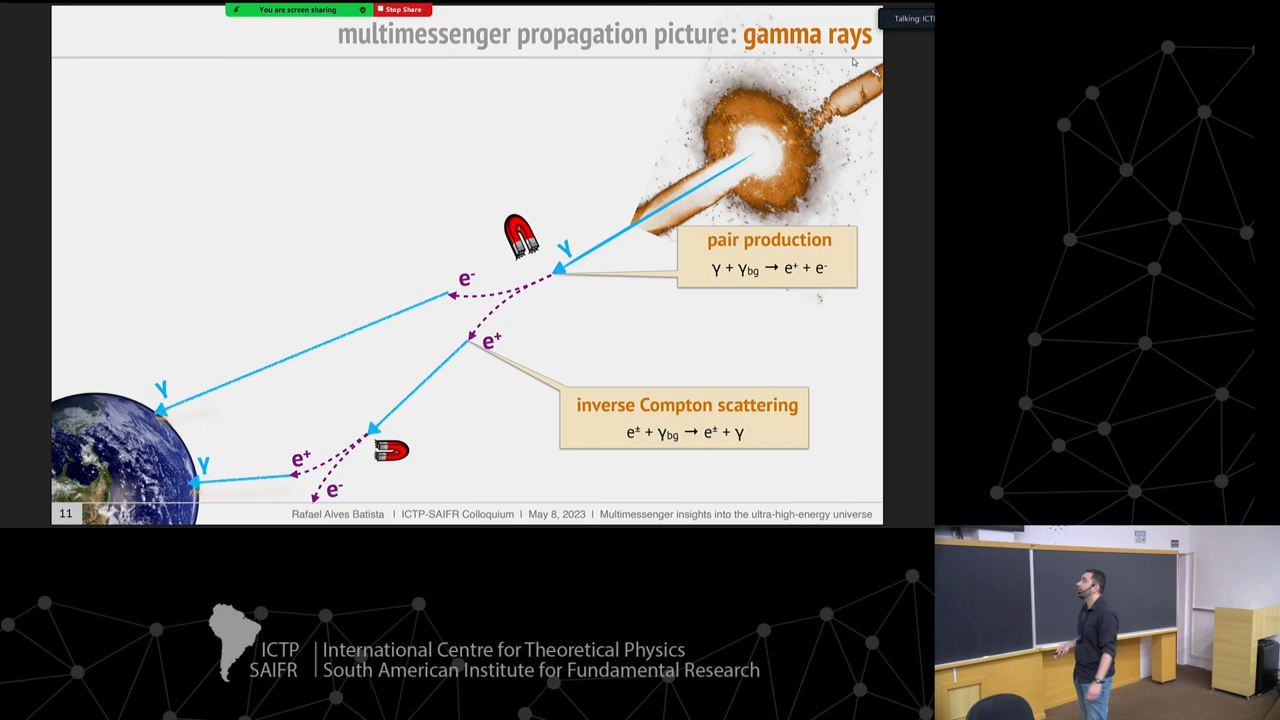 You are screen sharing
Stop Share
Talking: ICTP
multimessenger propagation picture: gamma rays
γ
pair production
γ + γbg → e⁺ + e⁻
e⁻
e⁺
γ
inverse Compton scattering
e± + γbg → e± + γ
e⁺
γ
e⁻
11
Rafael Alves Batista | ICTP-SAIFR Colloquium | May 8, 2023 | Multimessenger insights into the ultra-high-energy universe
ICTP | International Centre for Theoretical Physics
SAIFR | South American Institute for Fundamental Research